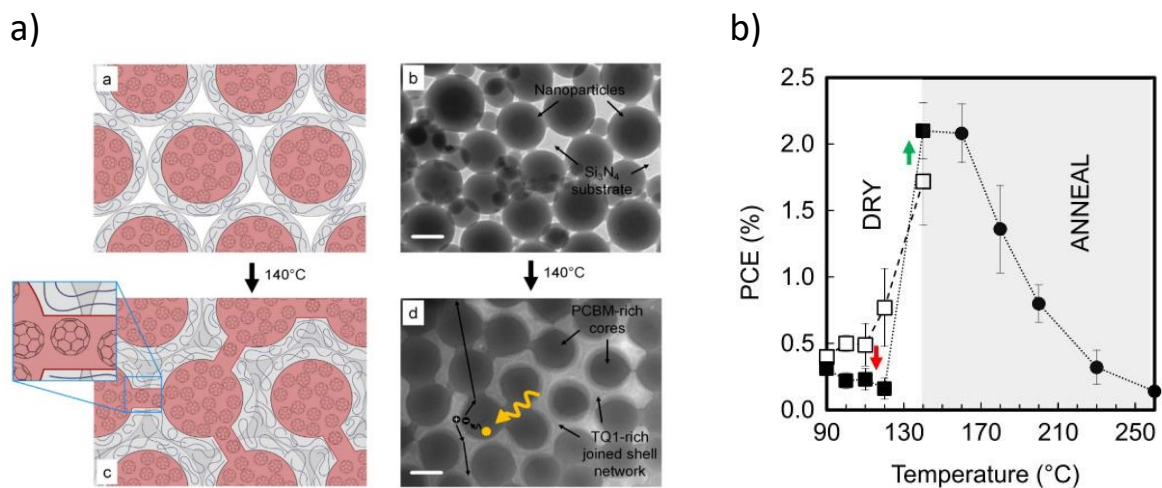 a)
a
b
Nanoparticles
Si3N4
substrate
140°C
140°C
c
d
PCBM-rich
cores
TQ1-rich
joined shell
network
b)
2.5
2.0
1.5
1.0
0.5
0.0
PCE (%)
DRY
ANNEAL
90
130
170
210
250
Temperature (°C)